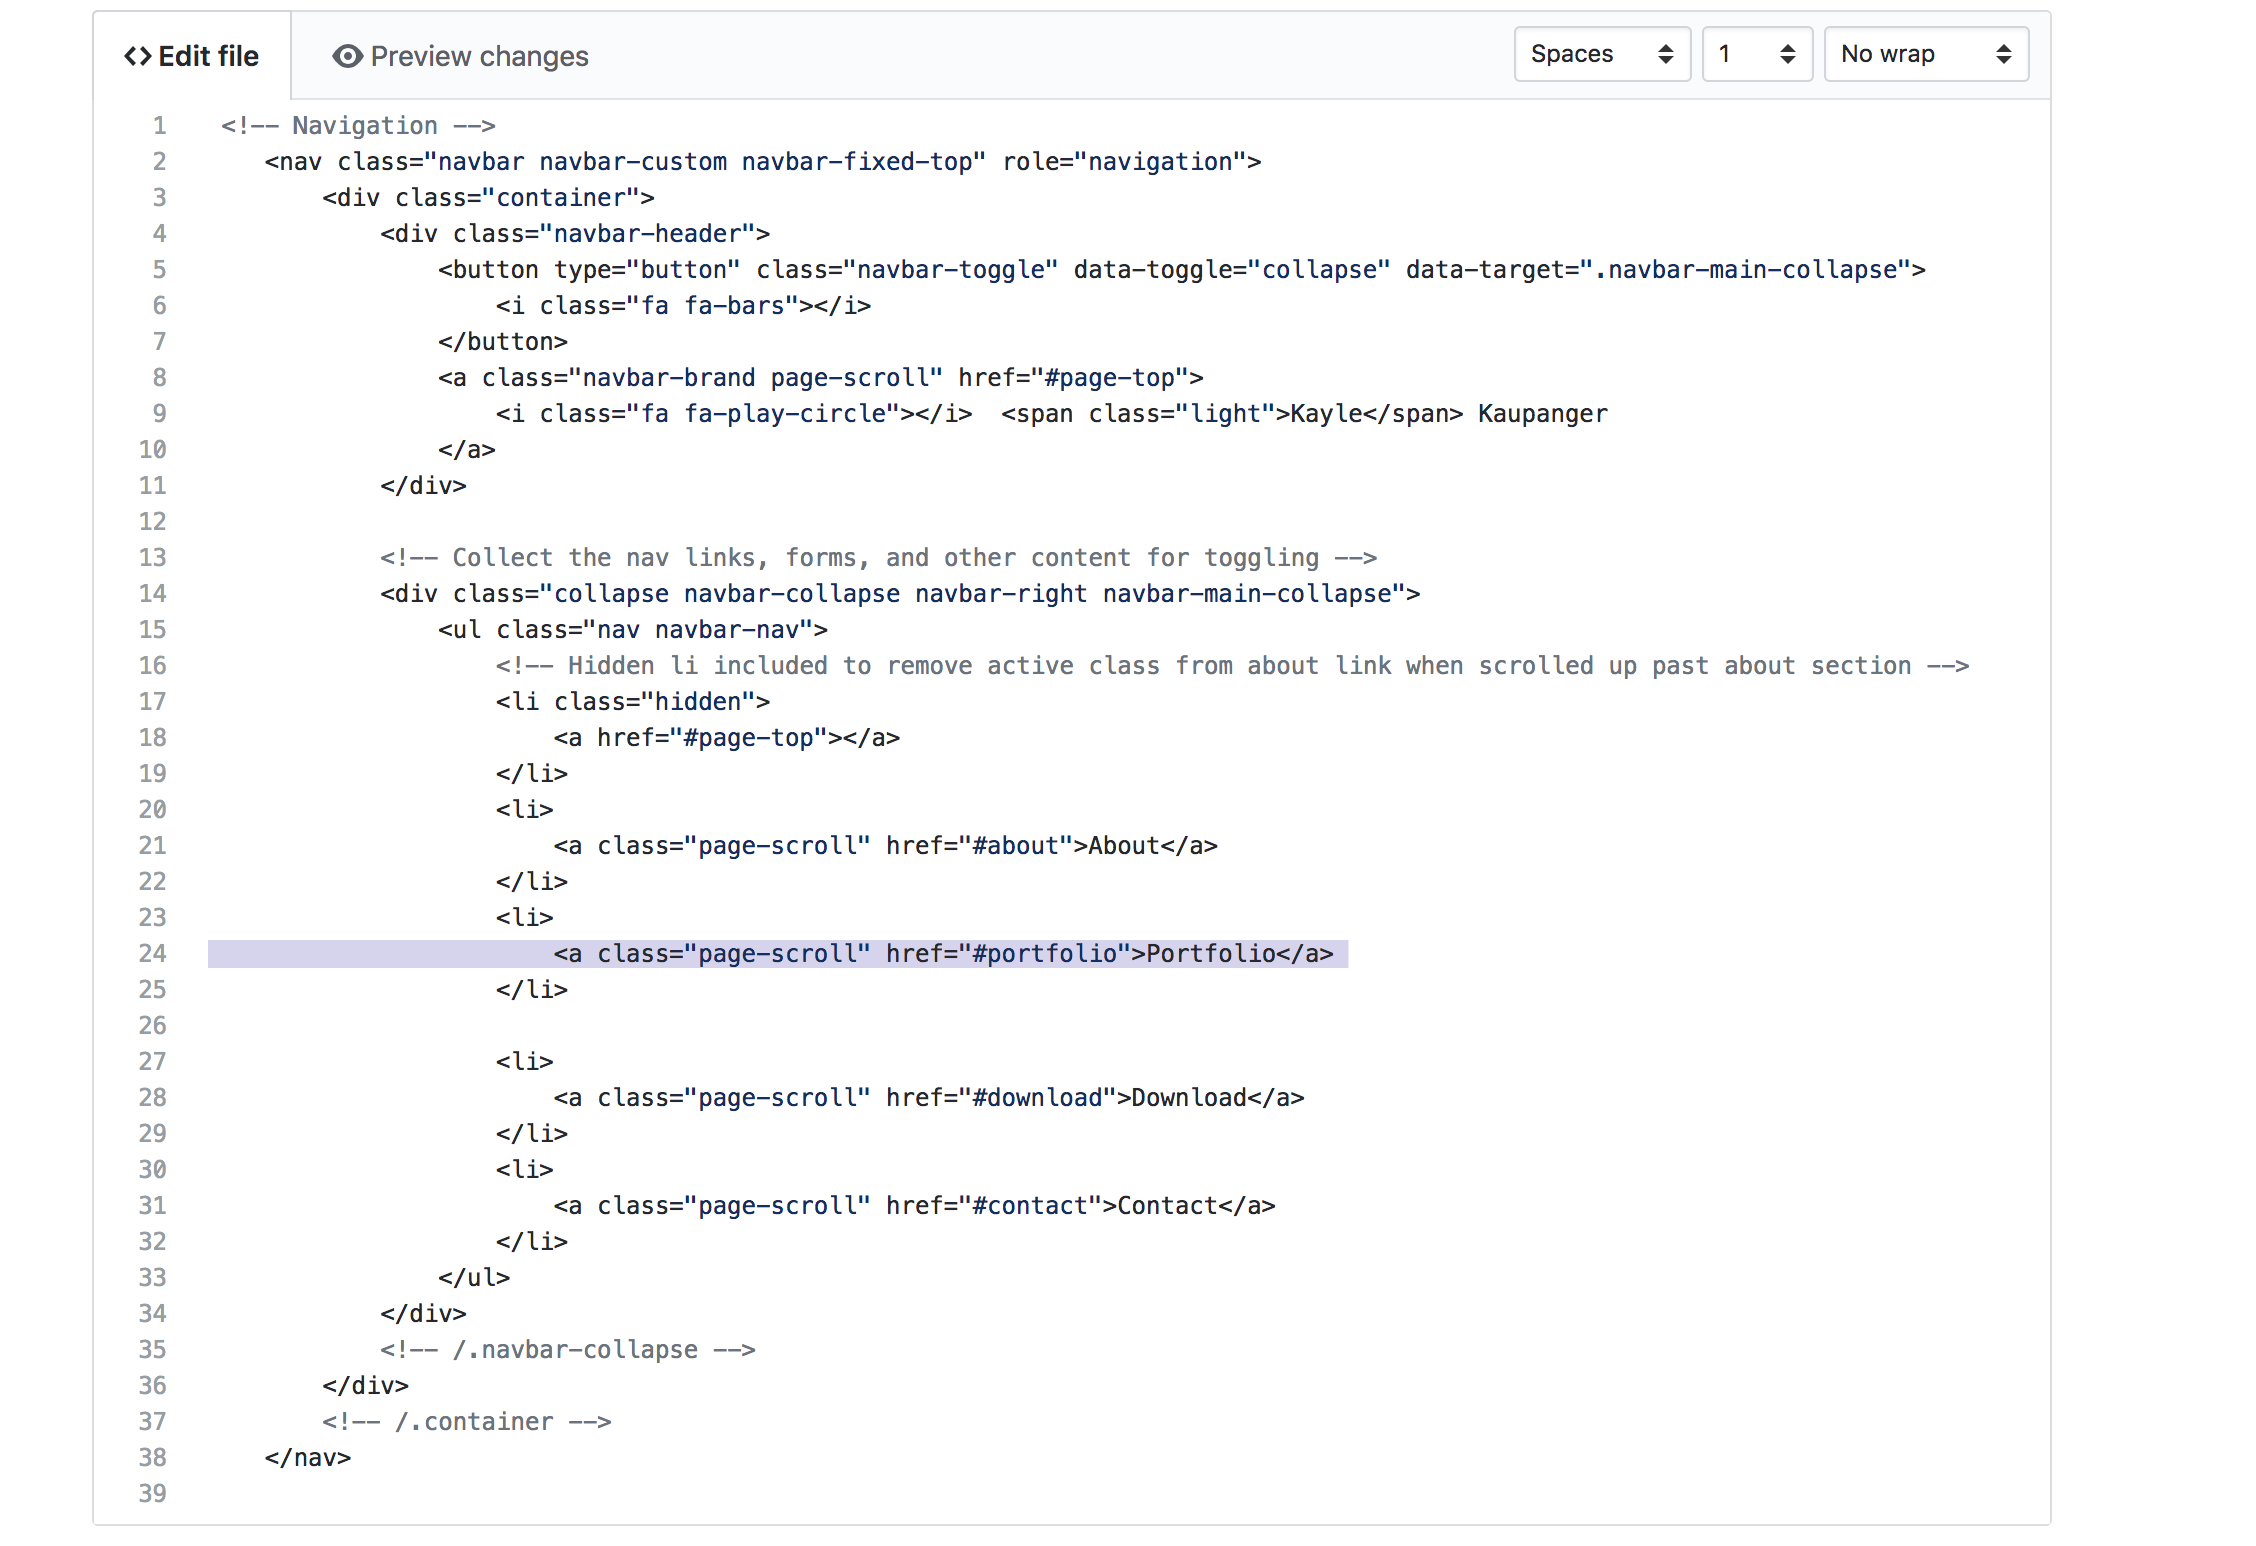 Edit file Preview changes Spaces 1 No wrap
1 <!-- Navigation -->
2 <nav class="navbar navbar-custom navbar-fixed-top" role="navigation">
3 <div class="container">
4 <div class="navbar-header">
5 <button type="button" class="navbar-toggle" data-toggle="collapse" data-target=".navbar-main-collapse">
6 <i class="fa fa-bars"></i>
7 </button>
8 <a class="navbar-brand page-scroll" href="#page-top">
9 <i class="fa fa-play-circle"></i>  <span class="light">Kayle</span> Kaupanger
10 </a>
11 </div>
12
13 <!-- Collect the nav links, forms, and other content for toggling -->
14 <div class="collapse navbar-collapse navbar-right navbar-main-collapse">
15 <ul class="nav navbar-nav">
16 <!-- Hidden li included to remove active class from about link when scrolled up past about section -->
17 <li class="hidden">
18 <a href="#page-top"></a>
19 </li>
20 <li>
21 <a class="page-scroll" href="#about">About</a>
22 </li>
23 <li>
24 <a class="page-scroll" href="#portfolio">Portfolio</a>
25 </li>
26
27 <li>
28 <a class="page-scroll" href="#download">Download</a>
29 </li>
30 <li>
31 <a class="page-scroll" href="#contact">Contact</a>
32 </li>
33 </ul>
34 </div>
35 <!-- /.navbar-collapse -->
36 </div>
37 <!-- /.container -->
38 </nav>
39